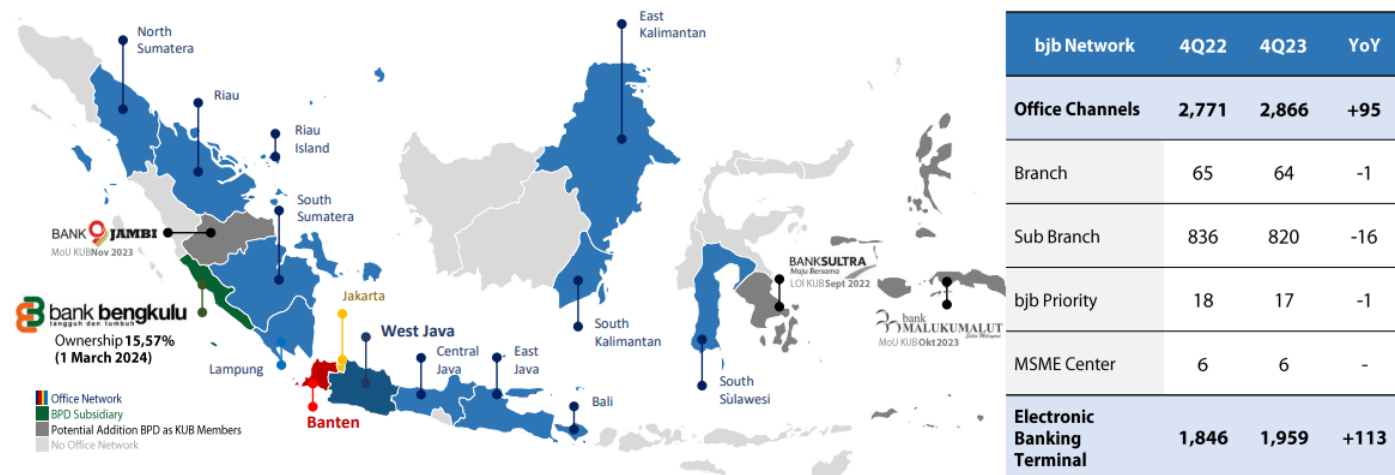 North
Sumatera
Riau
Riau
Island
South
Sumatera
East
Kalimantan
BANK 9 JAMBI
MoU KUB Nov 2023
bank bengkulu
tangguh dan tumbuh
Ownership 15,57%
(1 March 2024)
Jakarta
West Java
Lampung
Central
Java
East
Java
Banten
Bali
South
Kalimantan
South
Sulawesi
BANKSULTRA
Maju Bersama
LOI KUB Sept 2022
bank
MALUKUMALUT
MoU KUB Okt 2023
Office Network
BPD Subsidiary
Potential Addition BPD as KUB Members
No Office Network
bjb Network 4Q22 4Q23 YoY
Office Channels 2,771 2,866 +95
Branch 65 64 -1
Sub Branch 836 820 -16
bjb Priority 18 17 -1
MSME Center 6 6 -
Electronic
Banking
Terminal 1,846 1,959 +113